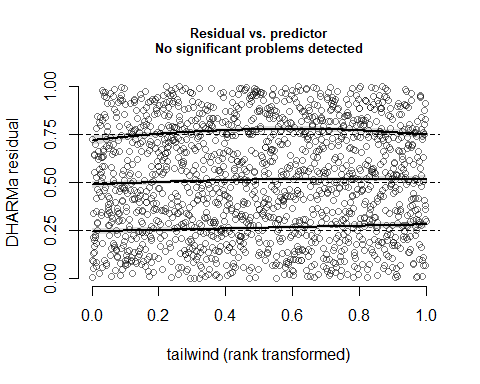 Residual vs. predictor
No significant problems detected
DHARMa residual
1.00
0.75
0.50
0.25
0.00
0.0 0.2 0.4 0.6 0.8 1.0
tailwind (rank transformed)